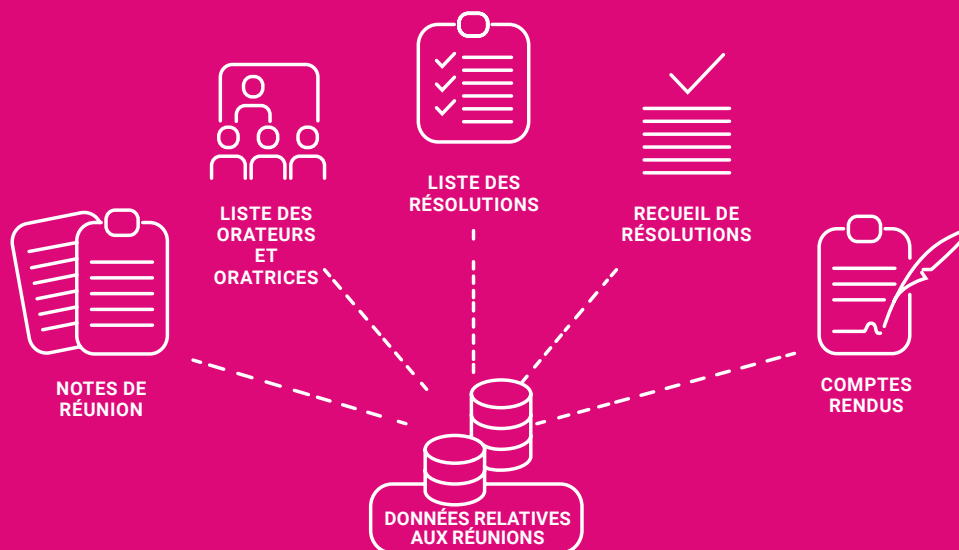 NOTES DE
RÉUNION
LISTE DES
ORATEURS
ET
ORATRICES
LISTE DES
RÉSOLUTIONS
RECUEIL DE
RÉSOLUTIONS
COMPTES
RENDUS
DONNÉES RELATIVES
AUX RÉUNIONS